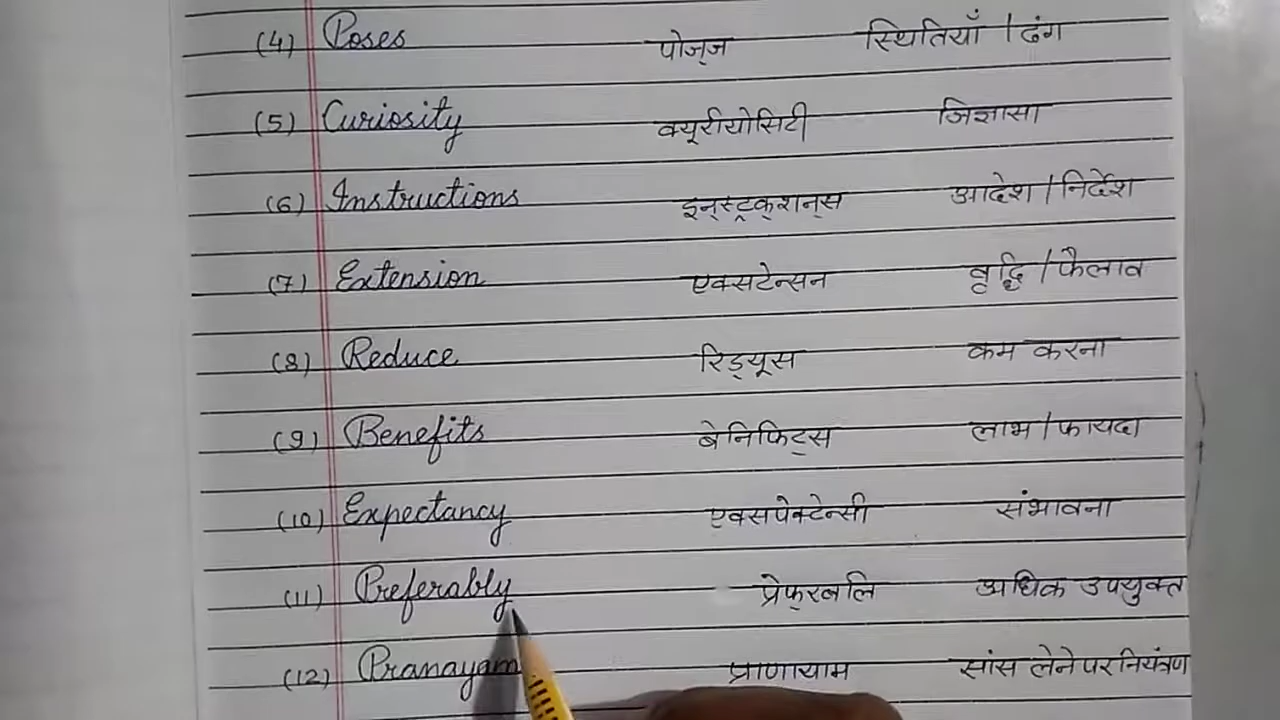 (4) Poses पोज़्ज स्थितियाँ / ढंग
(5) Curiosity क्यूरीयोसिटी जिज्ञासा
(6) Instructions इन्स्ट्रक्शन्स आदेश / निर्देश
(7) Extension एक्सटेन्सन वृद्धि / फैलाव
(8) Reduce रिड्यूस कम करना
(9) Benefits बेनिफिट्स लाभ / फायदा
(10) Expectancy एक्सपेक्टेन्सी संभावना
(11) Preferably प्रेफ्रबलि अधिक उपयुक्त
(12) Pranayam प्राणायाम सांस लेने पर नियंत्रण